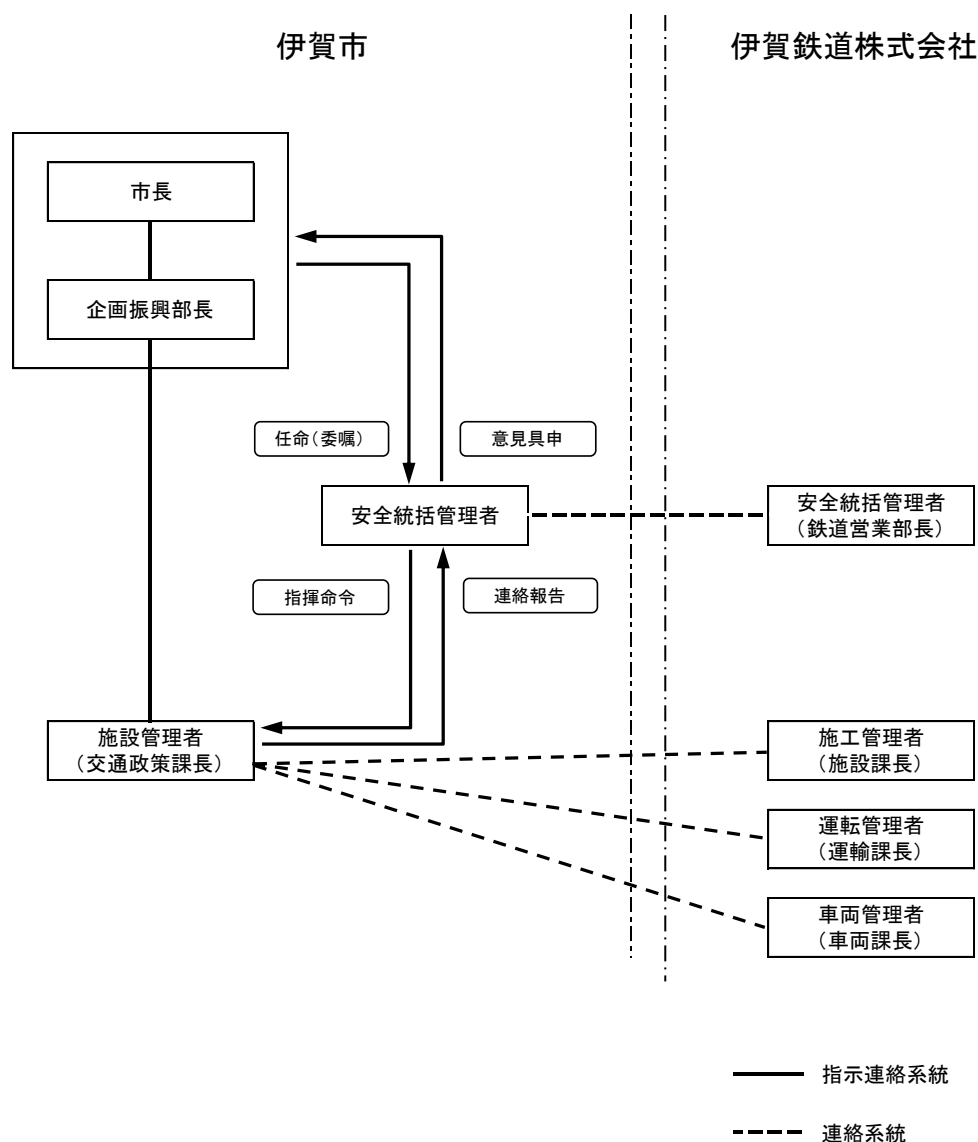 伊賀市
伊賀鉄道株式会社
市長
企画振興部長
任命(委嘱)
意見具申
安全統括管理者
安全統括管理者
(鉄道営業部長)
指揮命令
連絡報告
施設管理者
(交通政策課長)
施工管理者
(施設課長)
運転管理者
(運輸課長)
車両管理者
(車両課長)
指示連絡系統
連絡系統